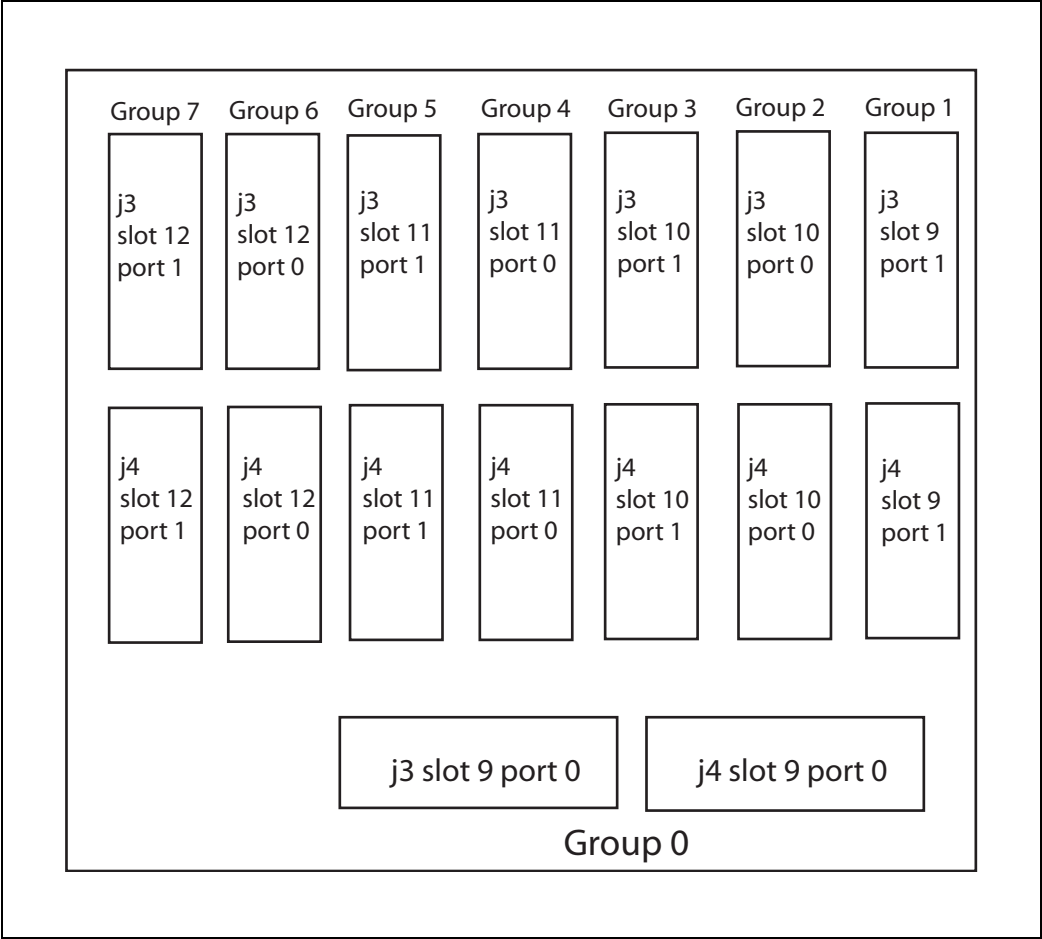 Group 7 Group 6 Group 5 Group 4 Group 3 Group 2 Group 1
j3
slot 12
port 1
j3
slot 12
port 0
j3
slot 11
port 1
j3
slot 11
port 0
j3
slot 10
port 1
j3
slot 10
port 0
j3
slot 9
port 1
j4
slot 12
port 1
j4
slot 12
port 0
j4
slot 11
port 1
j4
slot 11
port 0
j4
slot 10
port 1
j4
slot 10
port 0
j4
slot 9
port 1
j3 slot 9 port 0
j4 slot 9 port 0
Group 0